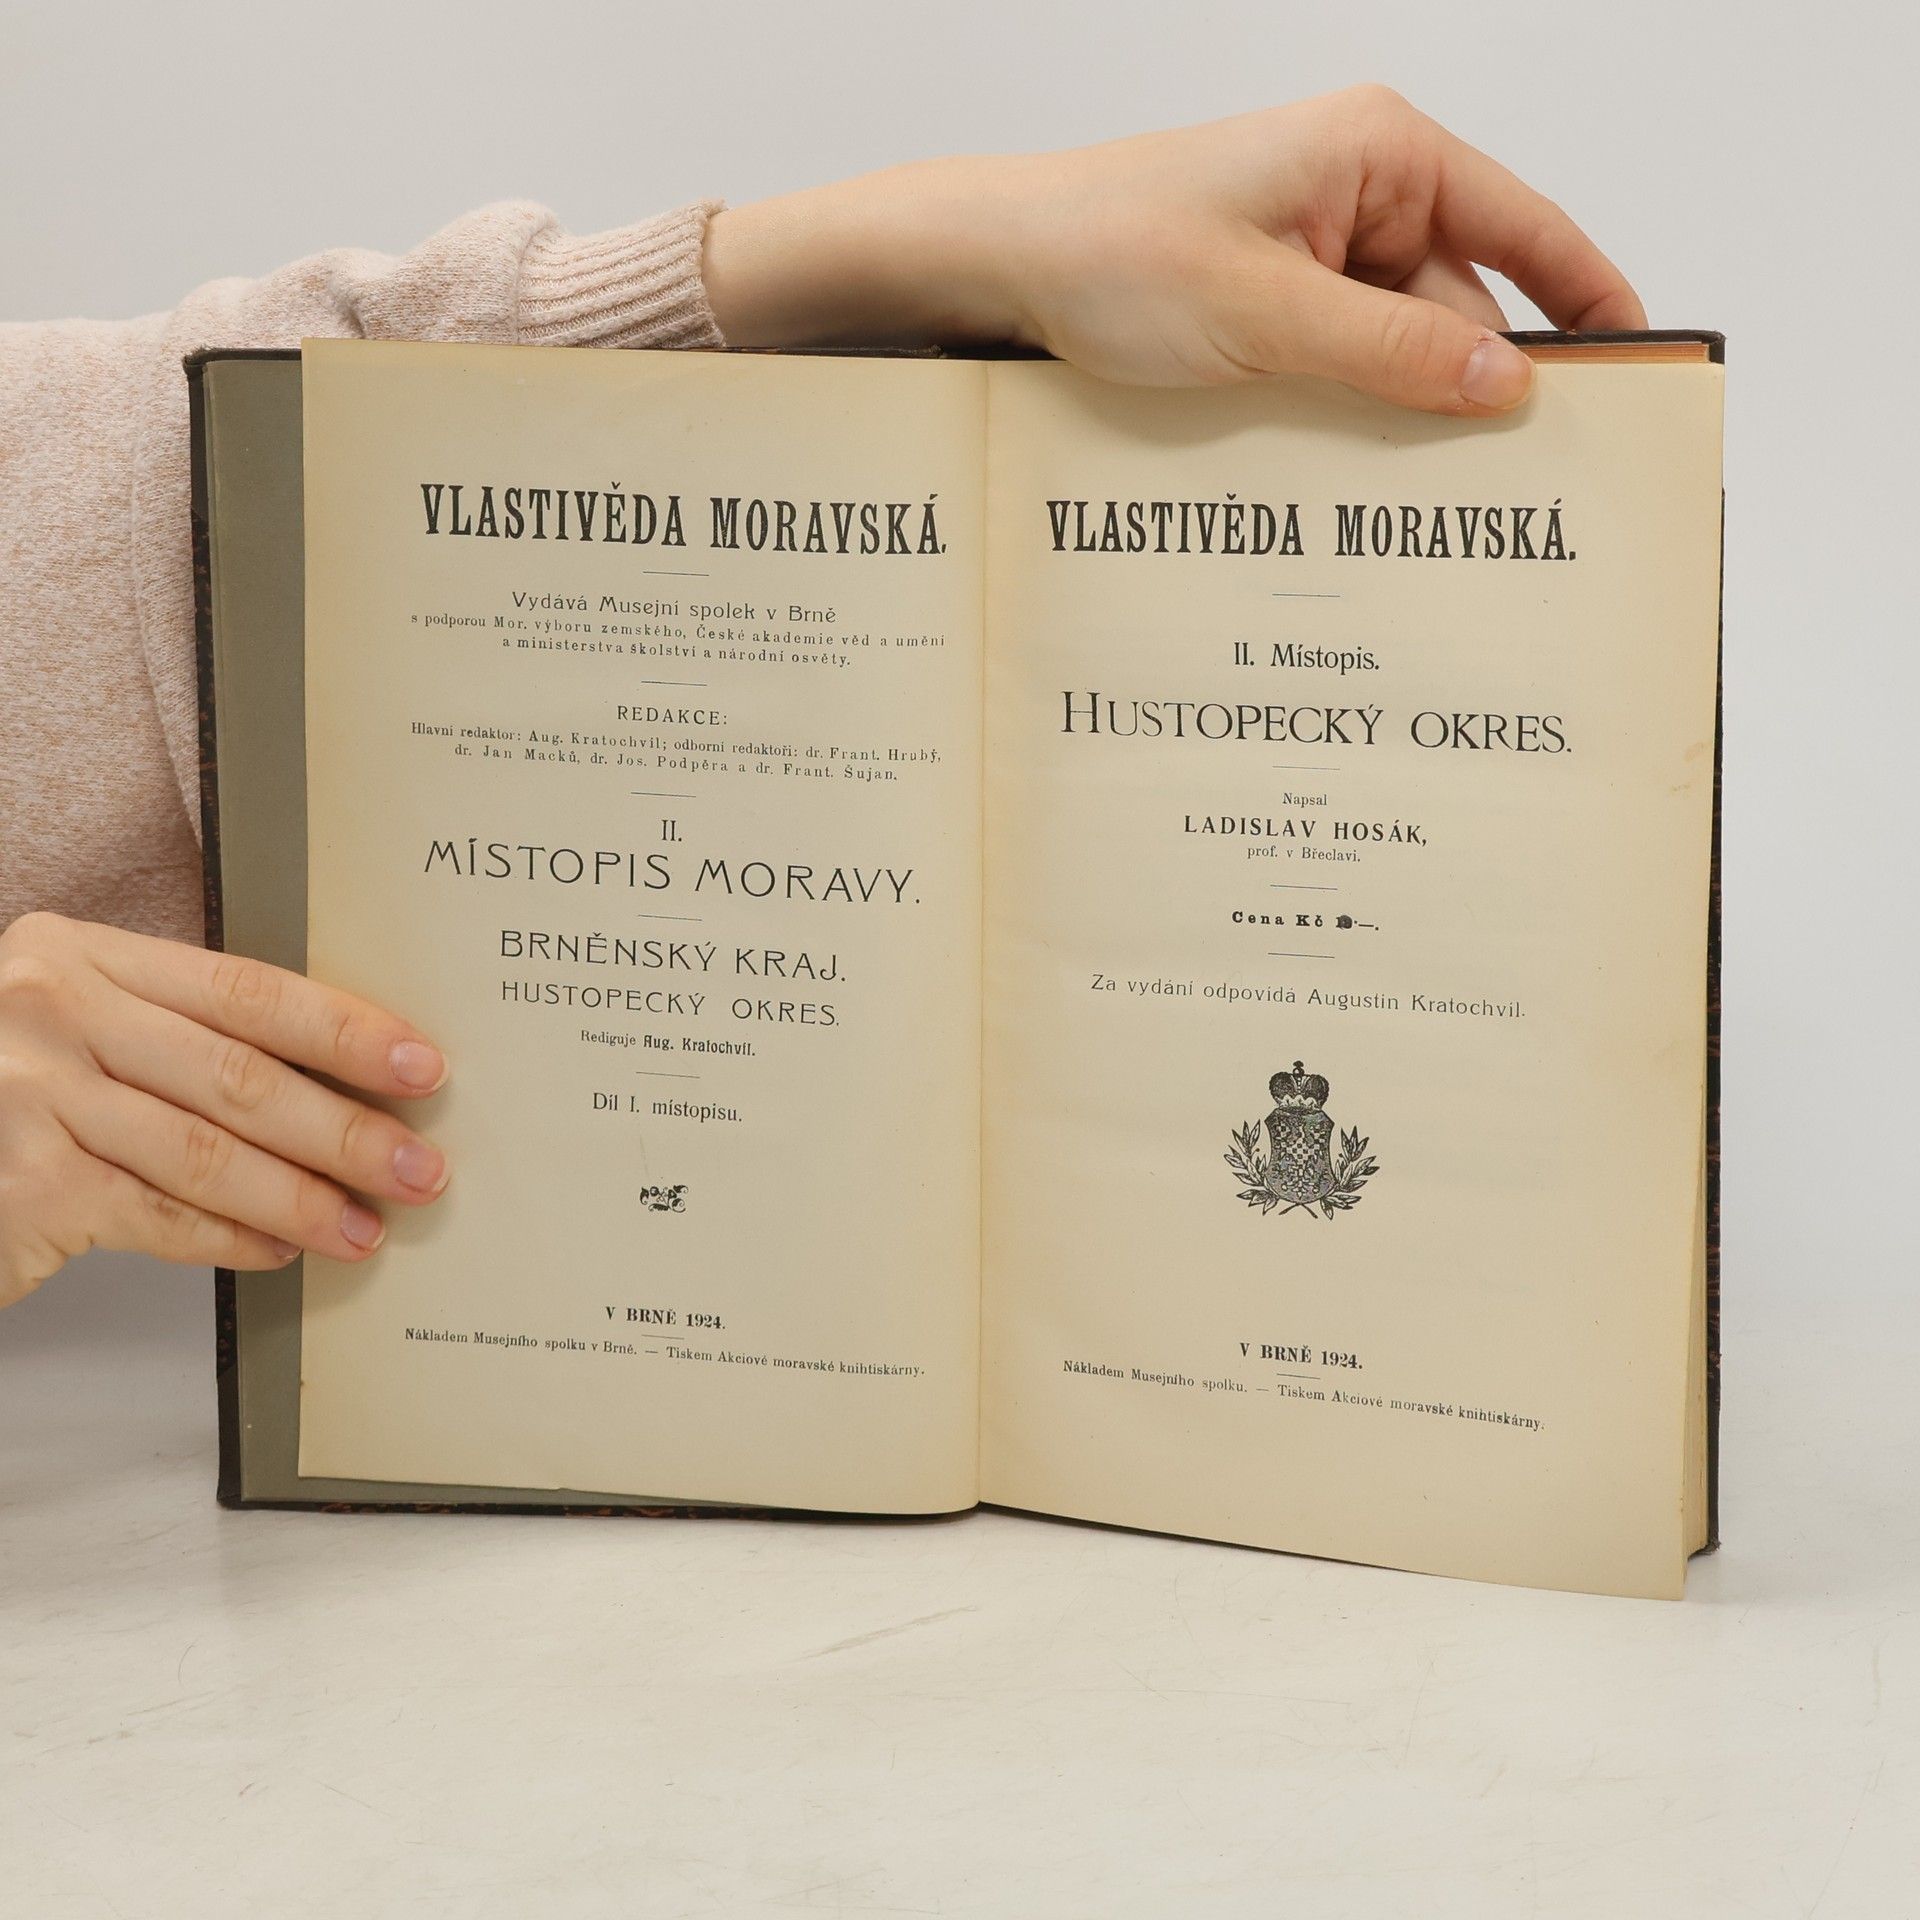 VLASTIVĚDA MORAVSKÁ.
Vydává Musejní spolek v Brně
s podporou Mor. výboru zemského, České akademie věd a umění
a ministerstva školství a národní osvěty.
REDAKCE:
Hlavní redaktor: Aug. Kratochvíl; odborní redaktoři: dr. Frant. Hrubý,
dr. Jan Macků, dr. Jos. Podpěra a dr. Frant. Šujan.
II.
MÍSTOPIS MORAVY.
BRNĚNSKÝ KRAJ.
HUSTOPECKÝ OKRES.
Rediguje Aug. Kratochvíl.
Díl I. místopisu.
V BRNĚ 1924.
Nákladem Musejního spolku v Brně. — Tiskem Akciové moravské knihtiskárny.
VLASTIVĚDA MORAVSKÁ.
II. Místopis.
HUSTOPECKÝ OKRES.
Napsal
LADISLAV HOSÁK,
prof. v Břeclavi.
Cena Kč
Za vydání odpovídá Augustin Kratochvíl.
V BRNĚ 1924.
Nákladem Musejního spolku. — Tiskem Akciové moravské knihtiskárny.